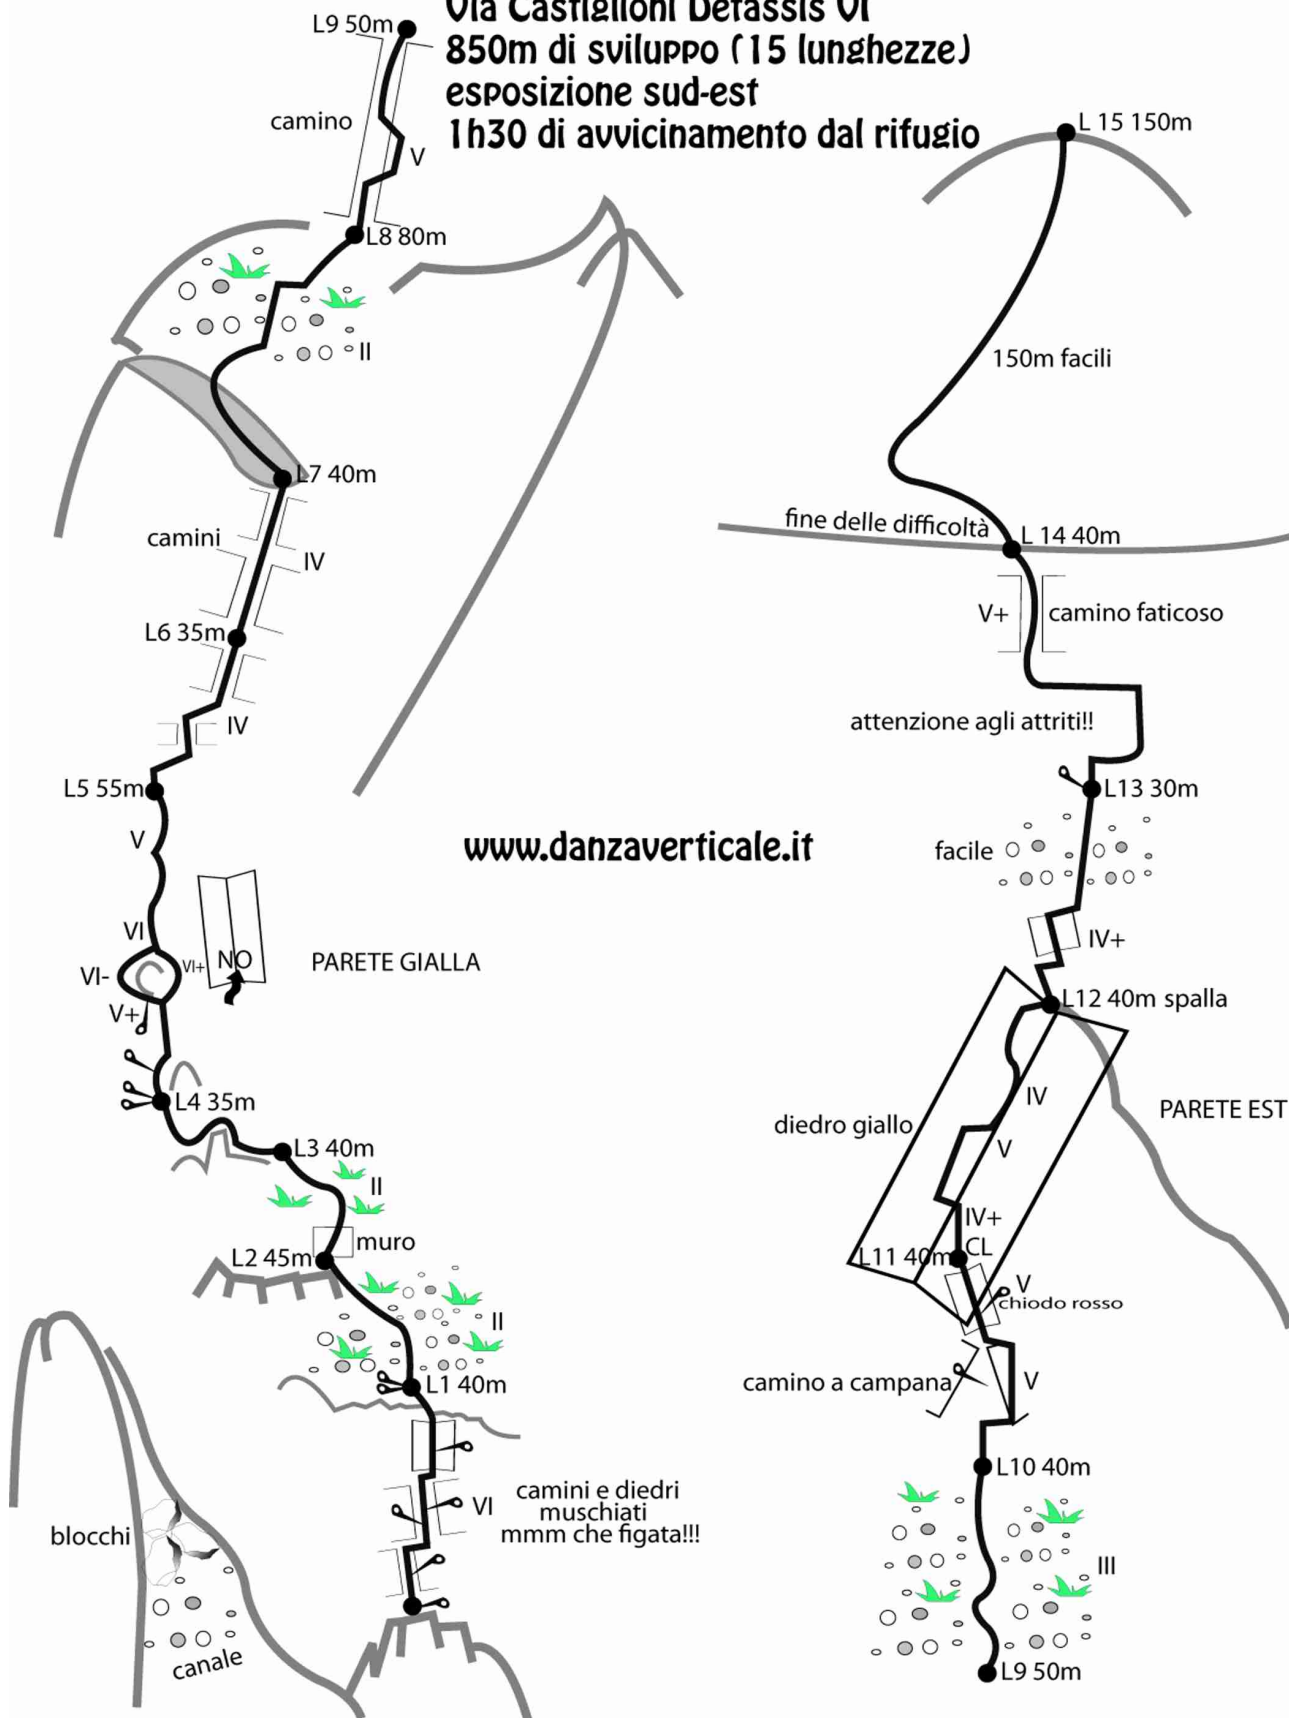 Via Castiglioni Detassis VI
850m di sviluppo (15 lunghezze)
esposizione sud-est
1h30 di avvicinamento dal rifugio
L9 50m
camino
V
L8 80m
II
L7 40m
camini
IV
L6 35m
IV
L5 55m
V
VI
VI-
VI+
NO
PARETE GIALLA
V+
L4 35m
L3 40m
II
muro
L2 45m
II
L1 40m
VI
camini e diedri
muschiati
mmm che figata!!!
blocchi
canale
www.danzaverticale.it
L 15 150m
150m facili
fine delle difficoltà
L 14 40m
V+
camino faticoso
attenzione agli attriti!!
L13 30m
facile
IV+
L12 40m spalla
IV
PARETE EST
diedro giallo
V
IV+
CL
L11 40m
V
chiodo rosso
camino a campana
V
L10 40m
III
L9 50m